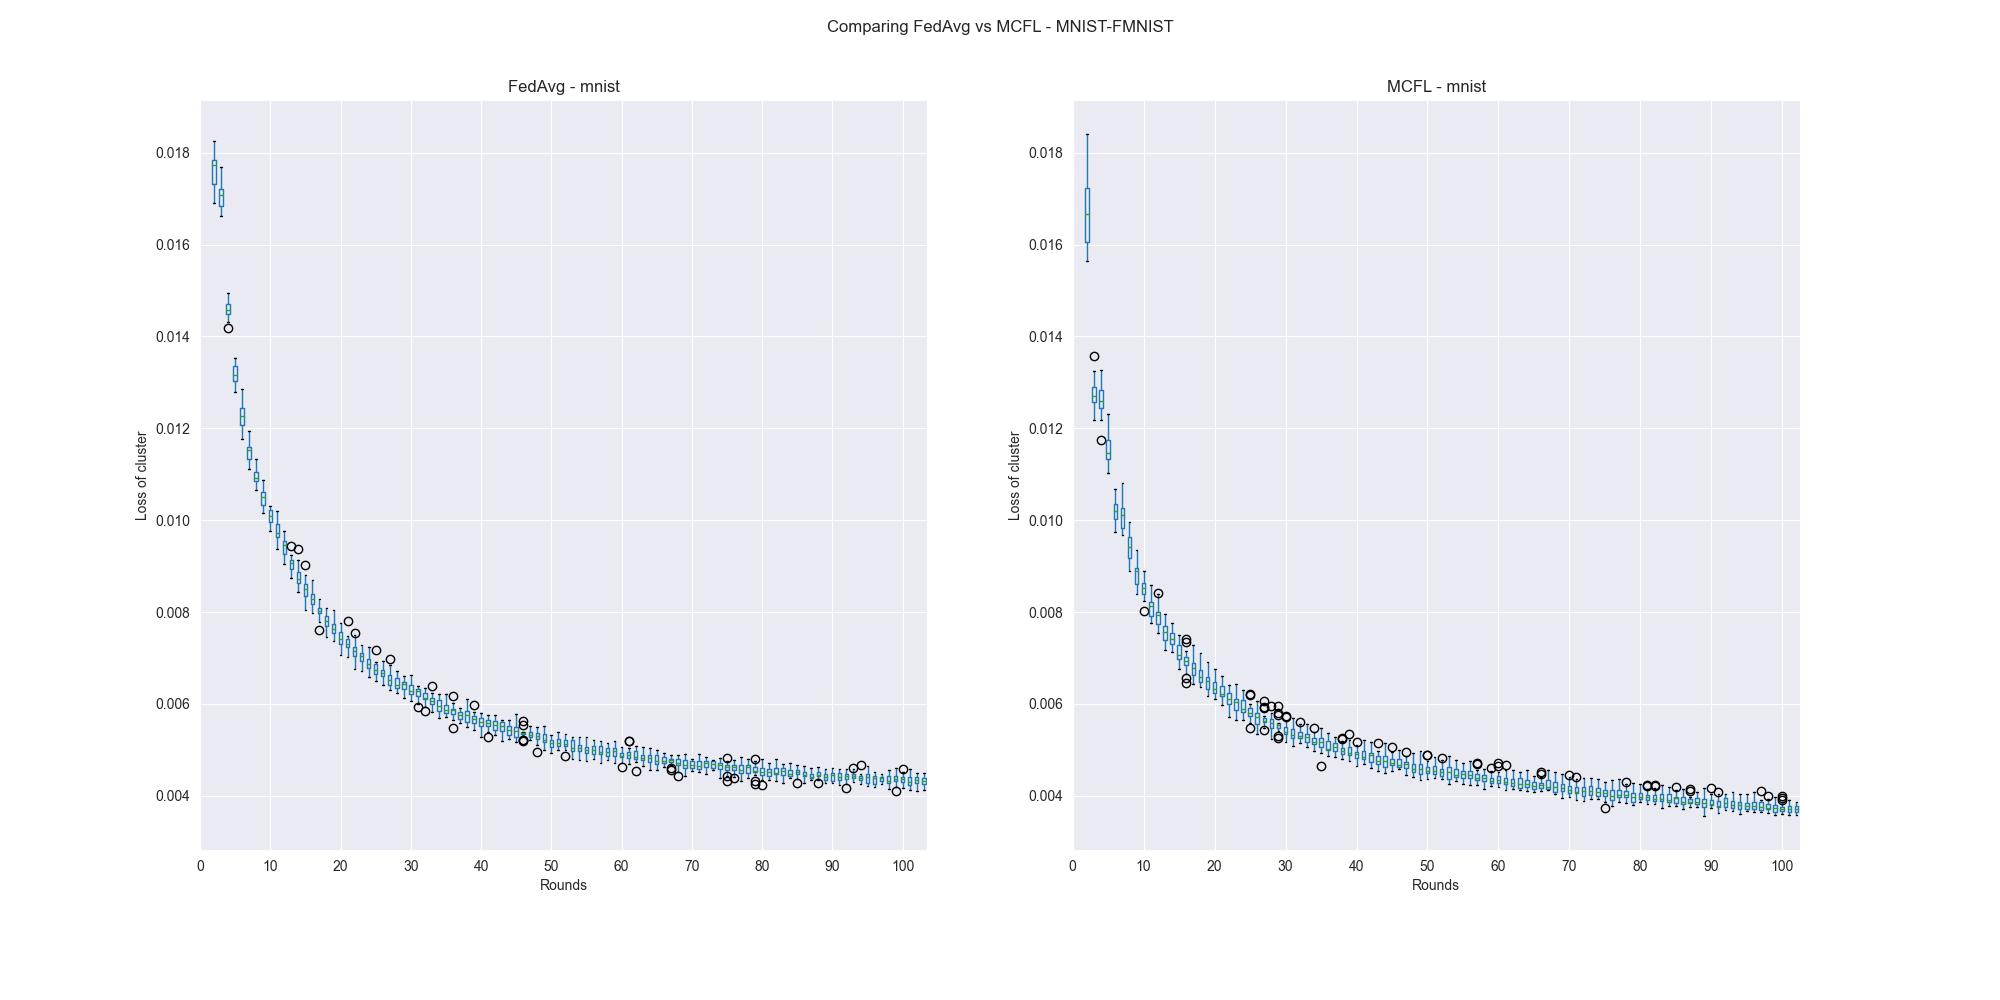 Comparing FedAvg vs MCFL - MNIST-FMNIST
FedAvg - mnist
0.018
0.016
0.014
0.012
0.010
0.008
0.006
0.004
Loss of cluster
0 10 20 30 40 50 60 70 80 90 100
Rounds
MCFL - mnist
0.018
0.016
0.014
0.012
0.010
0.008
0.006
0.004
Loss of cluster
0 10 20 30 40 50 60 70 80 90 100
Rounds